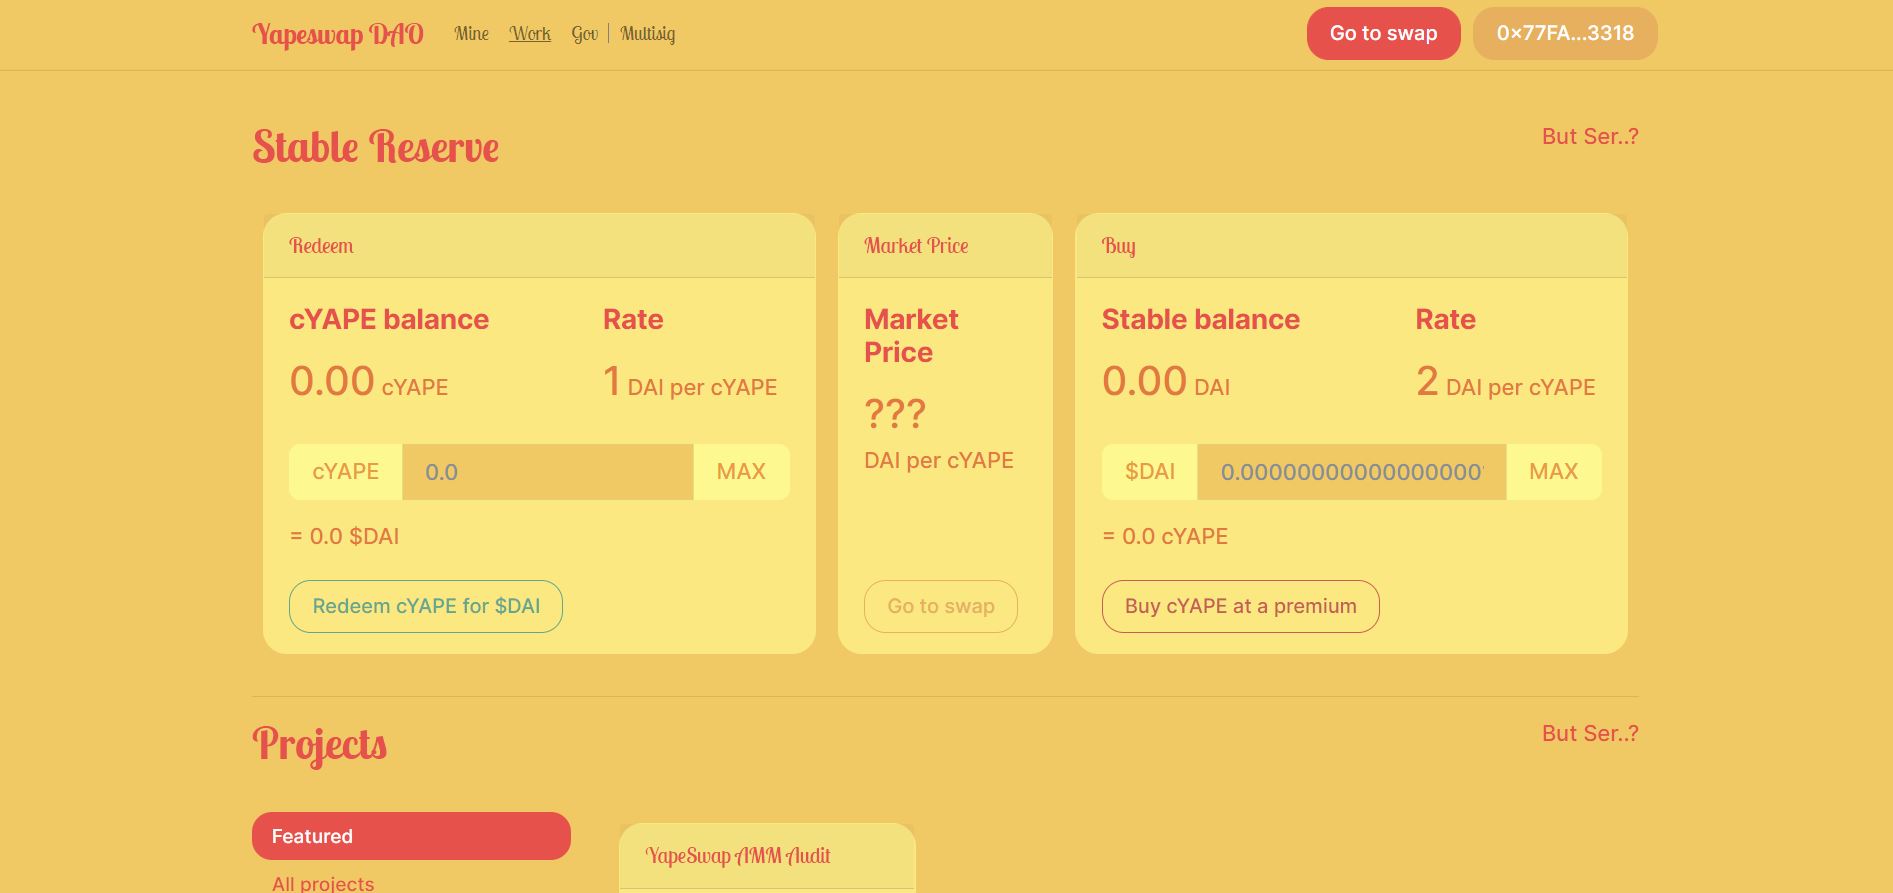 Yapeswap DAO Mine Work Gov | Multisig Go to swap 0x77FA...3318
Stable Reserve But Ser..?
Redeem
cYAPE balance Rate
0.00 cYAPE 1 DAI per cYAPE
cYAPE 0.0 MAX
= 0.0 $DAI
Redeem cYAPE for $DAI
Market Price
Market
Price
???
DAI per cYAPE
Go to swap
Buy
Stable balance Rate
0.00 DAI 2 DAI per cYAPE
$DAI 0.00000000000000000 MAX
= 0.0 cYAPE
Buy cYAPE at a premium
Projects But Ser..?
Featured
All projects
YapeSwap AMM Audit